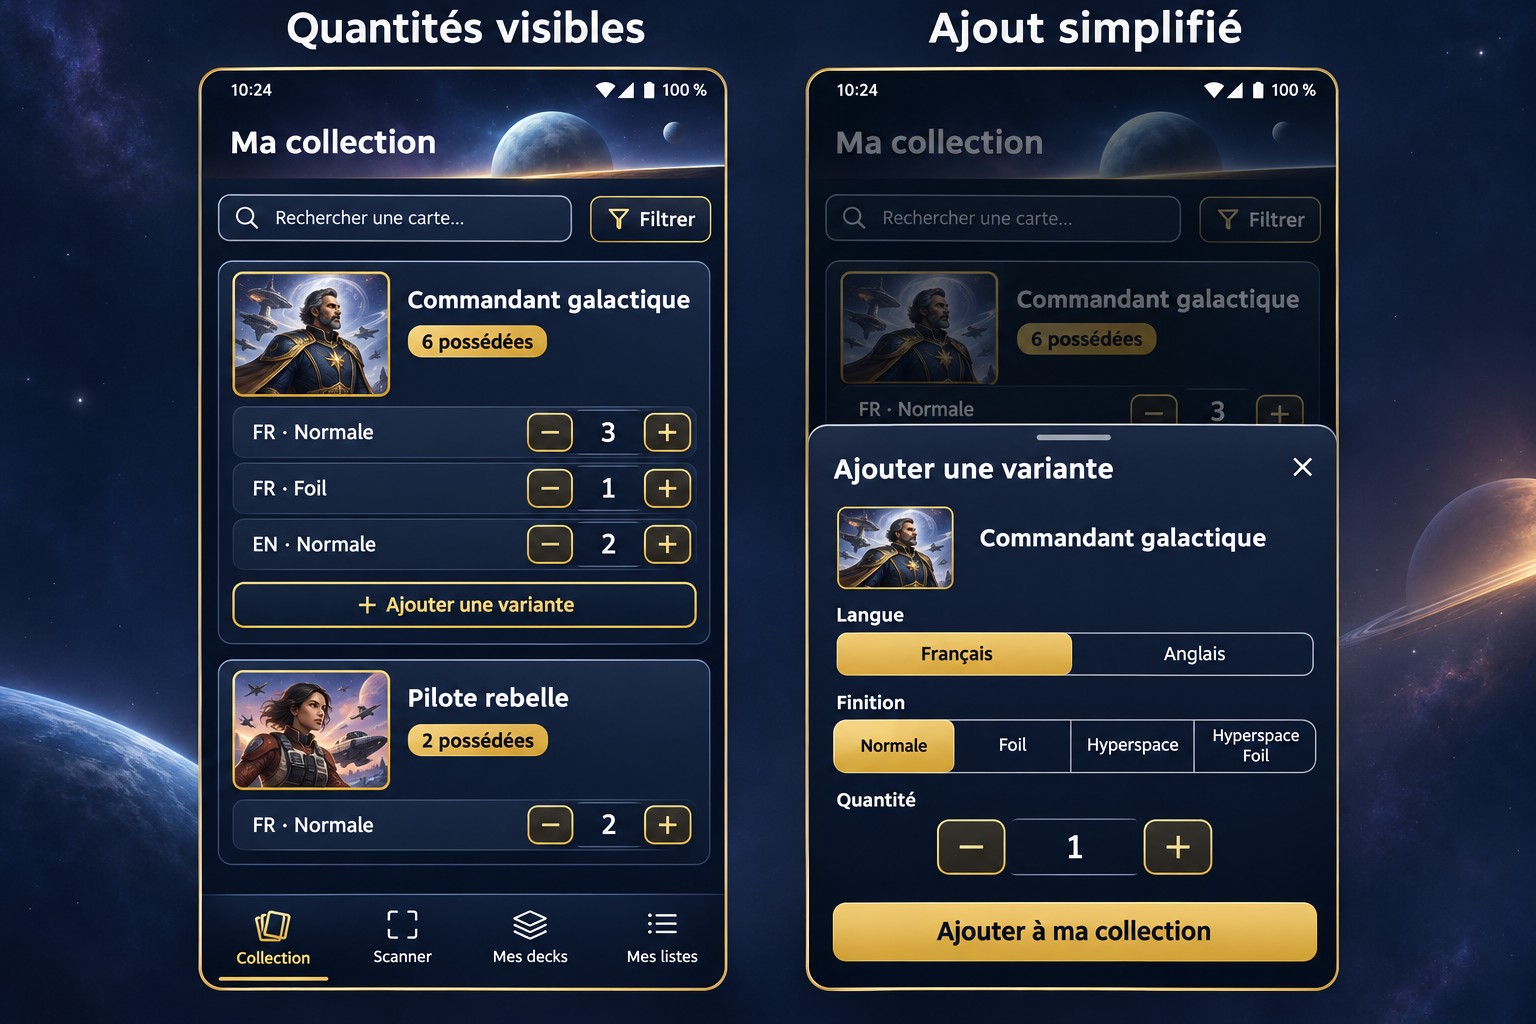 Quantités visibles
10:24
100 %
Ma collection
Rechercher une carte...
Filtrer
Commandant galactique
6 possédées
FR · Normale
− 3 +
FR · Foil
− 1 +
EN · Normale
− 2 +
+ Ajouter une variante
Pilote rebelle
2 possédées
FR · Normale
− 2 +
Collection
Scanner
Mes decks
Mes listes
Ajout simplifié
10:24
100 %
Ma collection
Rechercher une carte...
Filtrer
Commandant galactique
6 possédées
FR · Normale
− 3 +
Ajouter une variante
Commandant galactique
Langue
Français
Anglais
Finition
Normale
Foil
Hyperspace
Hyperspace
Foil
Quantité
− 1 +
Ajouter à ma collection